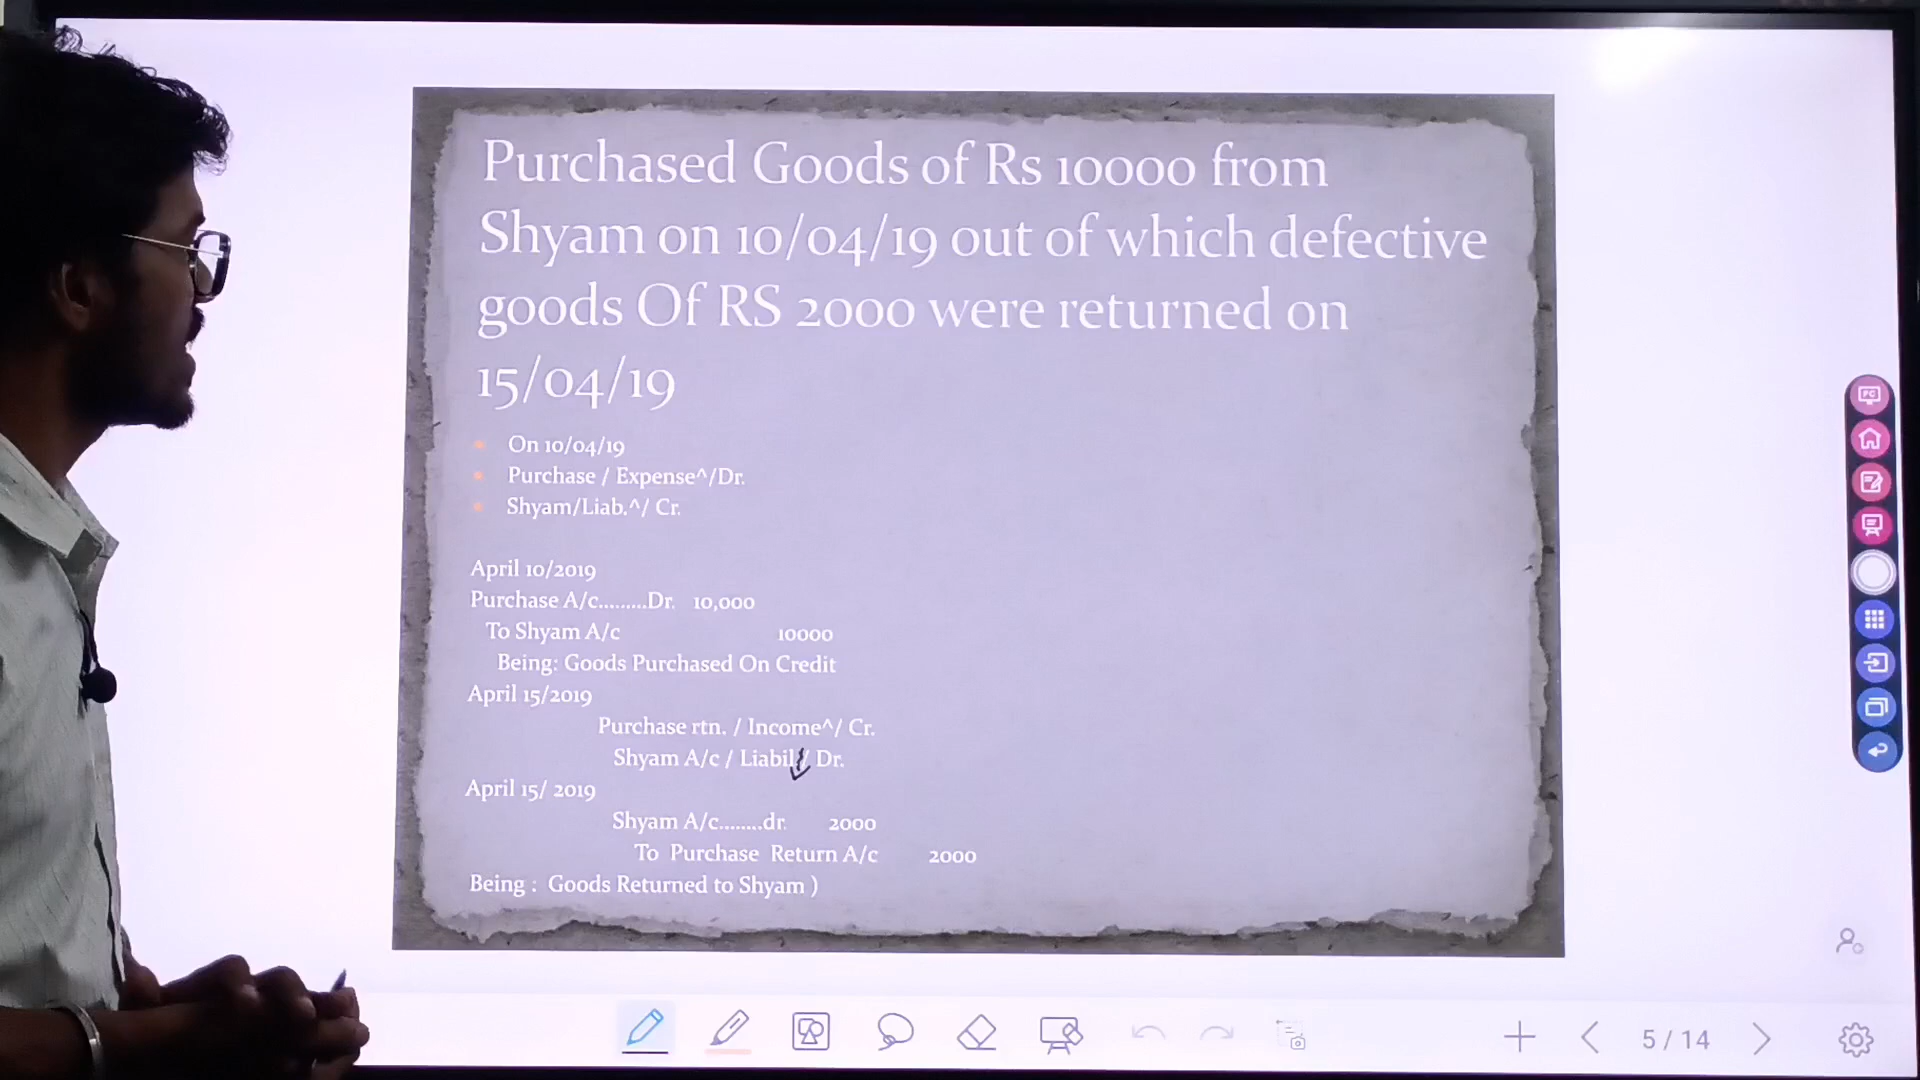 Purchased Goods of Rs 10000 from
Shyam on 10/04/19 out of which defective
goods Of RS 2000 were returned on
15/04/19
On 10/04/19
Purchase / Expense^/Dr.
Shyam/Liab.^/ Cr.
April 10/2019
Purchase A/c.........Dr. 10,000
To Shyam A/c 10000
Being: Goods Purchased On Credit
April 15/2019
Purchase rtn. / Income^/ Cr.
Shyam A/c / Liabil / Dr.
April 15/ 2019
Shyam A/c........dr. 2000
To Purchase Return A/c 2000
Being : Goods Returned to Shyam )
PC
5 / 14